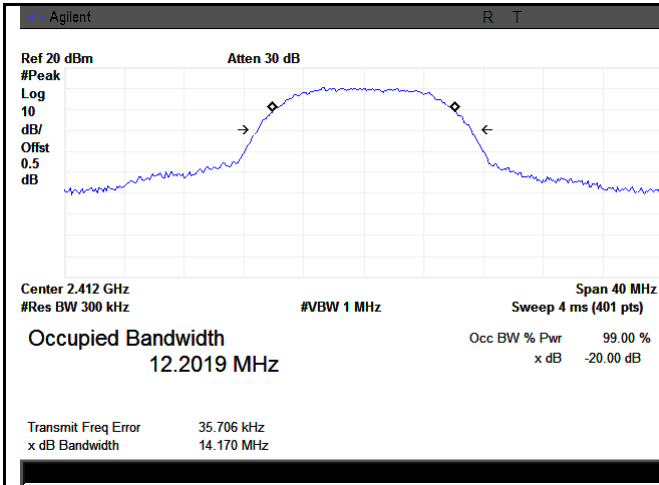 Agilent R T
Ref 20 dBm Atten 30 dB
#Peak
Log
10
dB/
Offst
0.5
dB
Center 2.412 GHz Span 40 MHz
#Res BW 300 kHz #VBW 1 MHz Sweep 4 ms (401 pts)
Occupied Bandwidth Occ BW % Pwr 99.00 %
12.2019 MHz x dB -20.00 dB
Transmit Freq Error 35.706 kHz
x dB Bandwidth 14.170 MHz